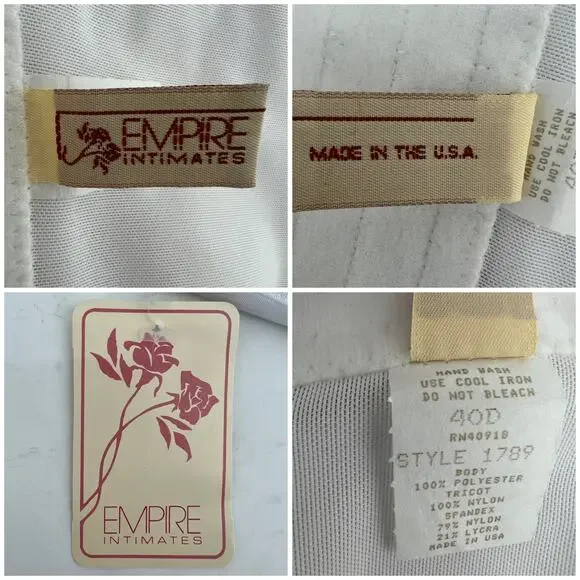 EMPIRE
INTIMATES
MADE IN THE U.S.A.
HAND WASH
USE COOL IRON
DO NOT BLEACH
40
EMPIRE
INTIMATES
HAND WASH
USE COOL IRON
DO NOT BLEACH
40D
RN40918
STYLE 1789
BODY
100% POLYESTER
TRICOT
100% NYLON
SPANDEX
79% NYLON
21% LYCRA
MADE IN USA